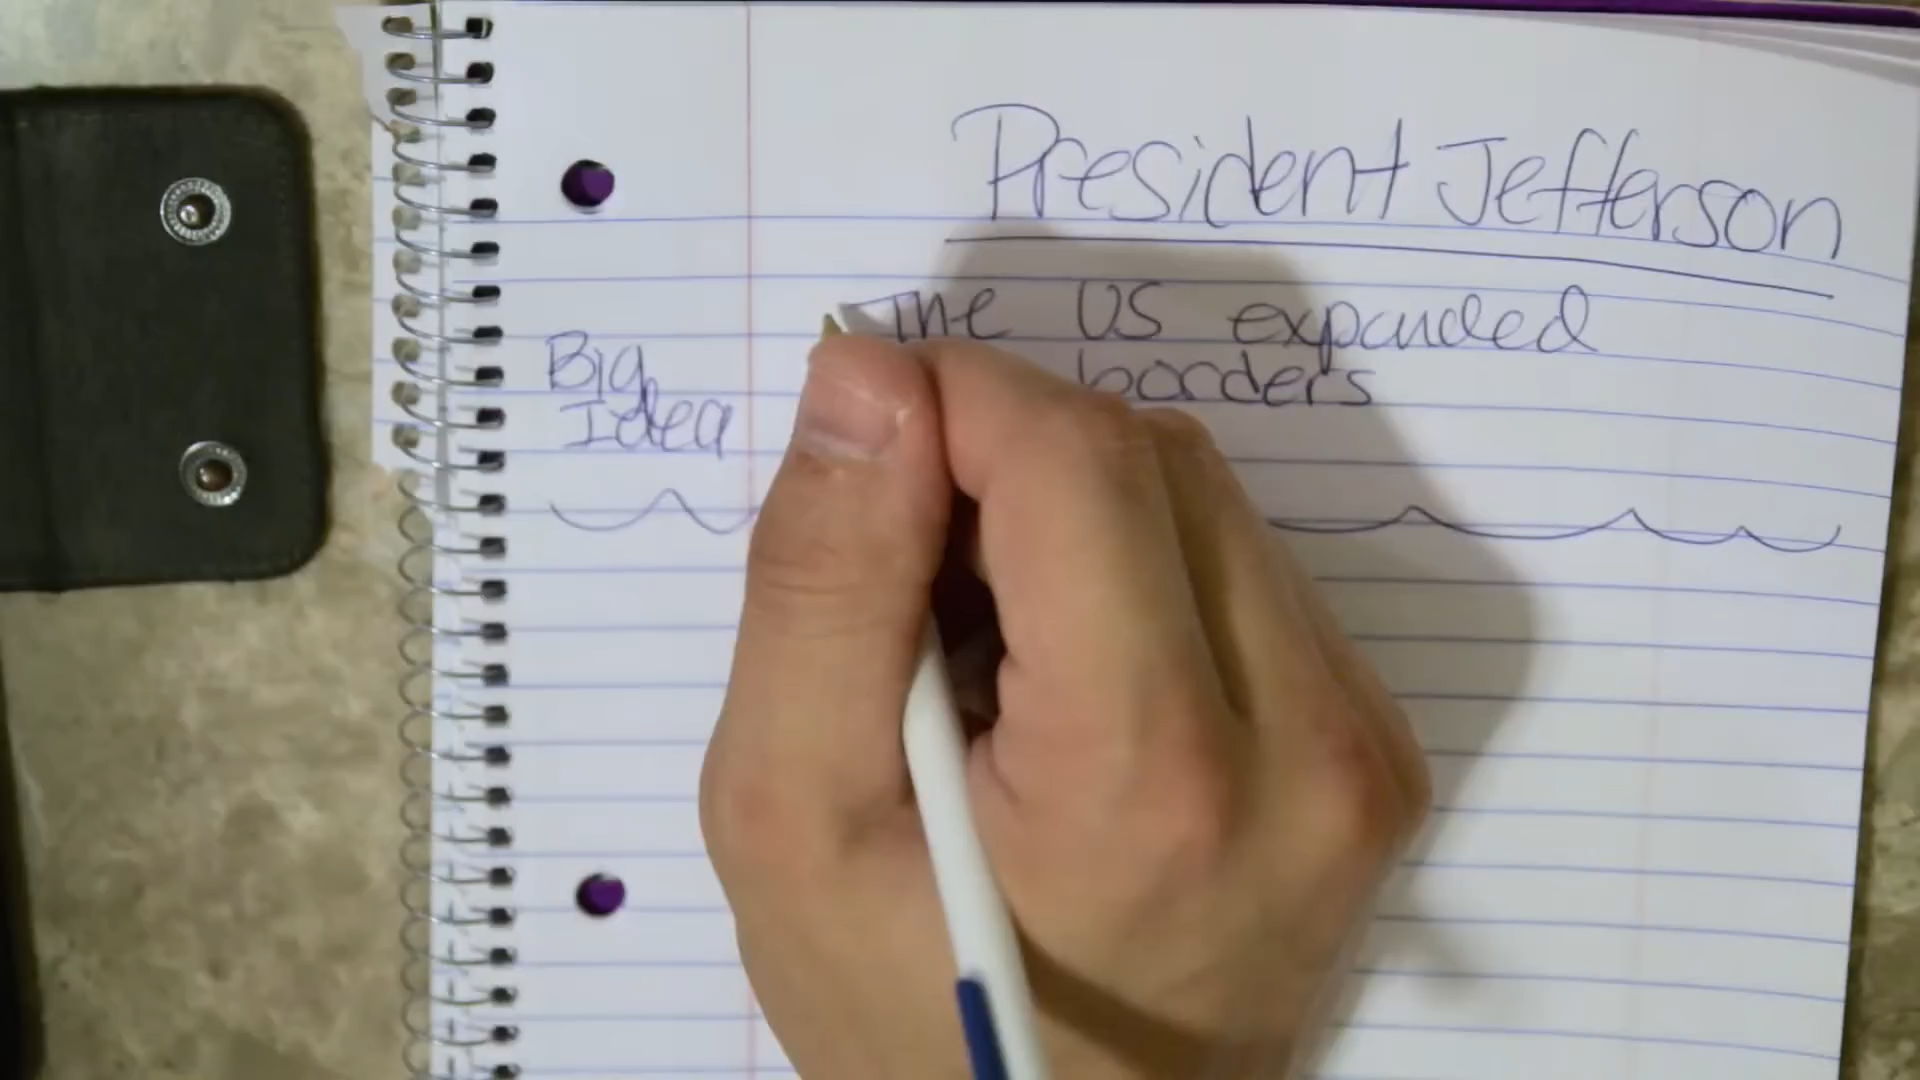 President Jefferson
The US expanded
borders
Big
Idea